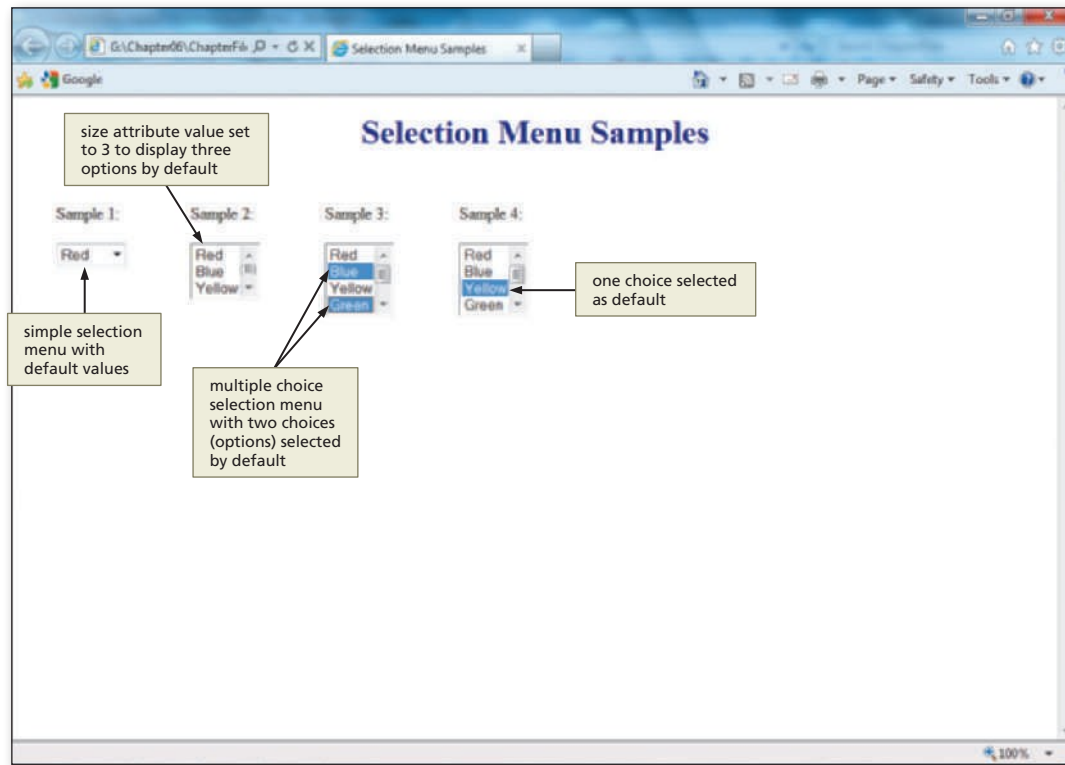 G:\Chapter06\ChapterFil
Selection Menu Samples
Google
Page Safety Tools
Selection Menu Samples
size attribute value set
to 3 to display three
options by default
Sample 1: Sample 2: Sample 3: Sample 4:
Red
Red
Blue
Yellow
Red
Blue
Yellow
Green
Red
Blue
Yellow
Green
one choice selected
as default
simple selection
menu with
default values
multiple choice
selection menu
with two choices
(options) selected
by default
100%